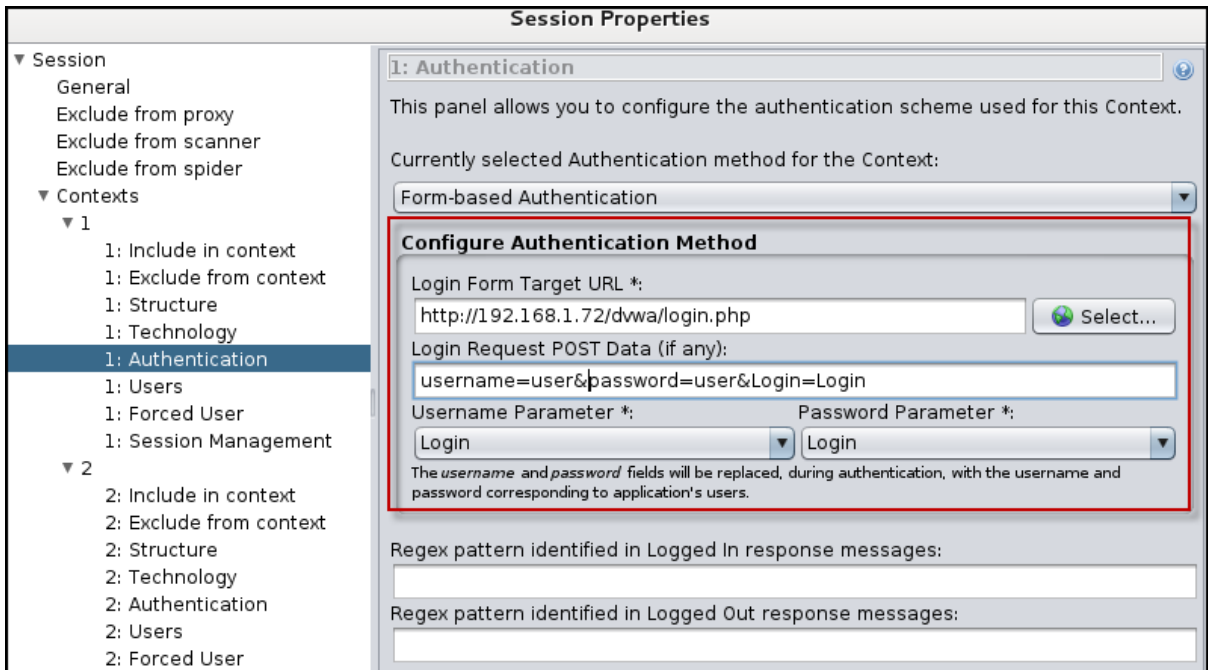 Session Properties
Session
General
Exclude from proxy
Exclude from scanner
Exclude from spider
Contexts
1
1: Include in context
1: Exclude from context
1: Structure
1: Technology
1: Authentication
1: Users
1: Forced User
1: Session Management
2
2: Include in context
2: Exclude from context
2: Structure
2: Technology
2: Authentication
2: Users
2: Forced User
1: Authentication
This panel allows you to configure the authentication scheme used for this Context.
Currently selected Authentication method for the Context:
Form-based Authentication
Configure Authentication Method
Login Form Target URL *:
http://192.168.1.72/dvwa/login.php
Select...
Login Request POST Data (if any):
username=user&password=user&Login=Login
Username Parameter *: Password Parameter *:
Login Login
The username and password fields will be replaced, during authentication, with the username and
password corresponding to application's users.
Regex pattern identified in Logged In response messages:
Regex pattern identified in Logged Out response messages: